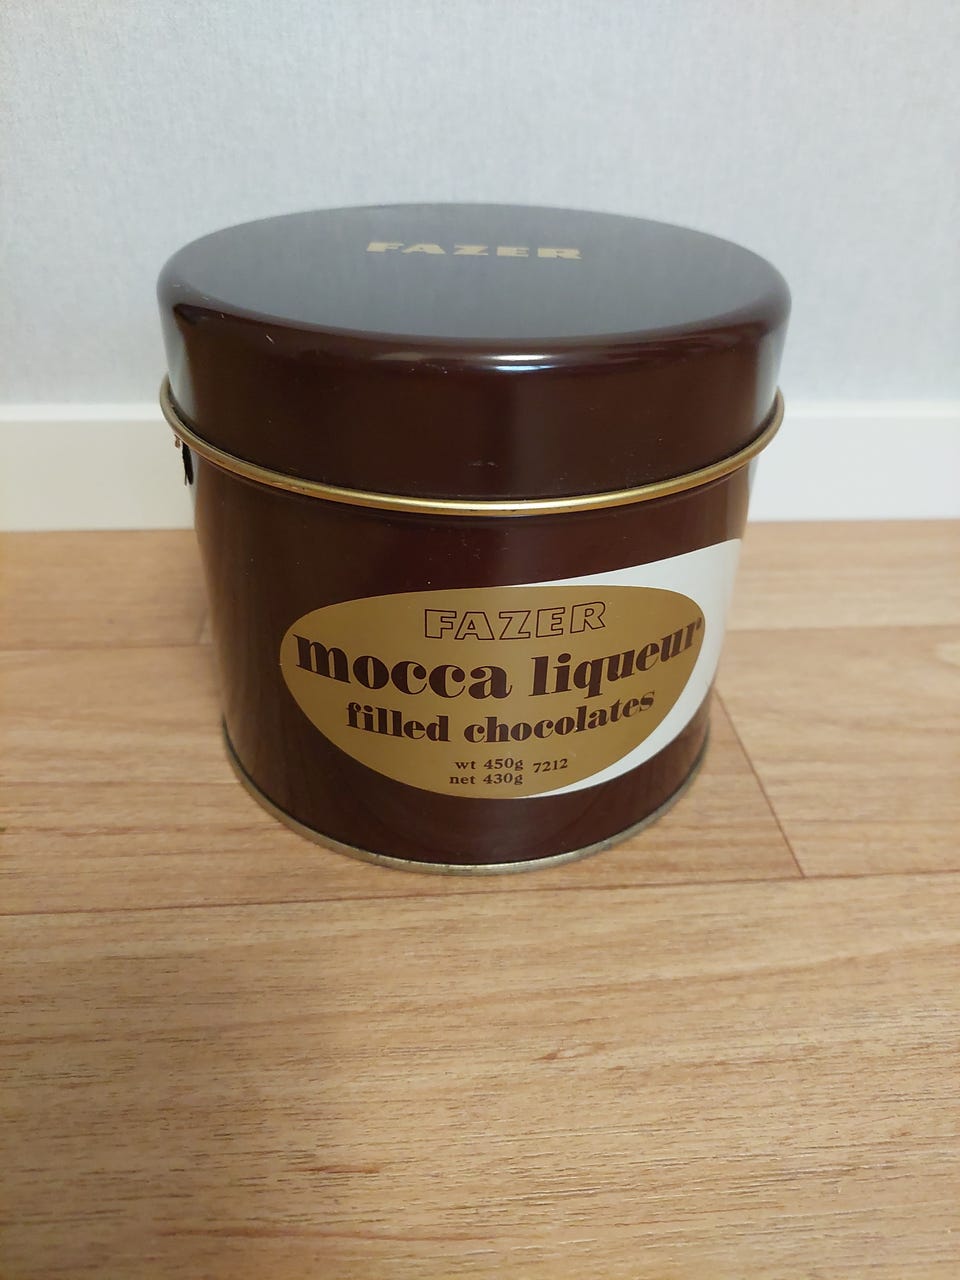 FAZER
FAZER
mocca liqueur
filled chocolates
wt 450g 7212
net 430g